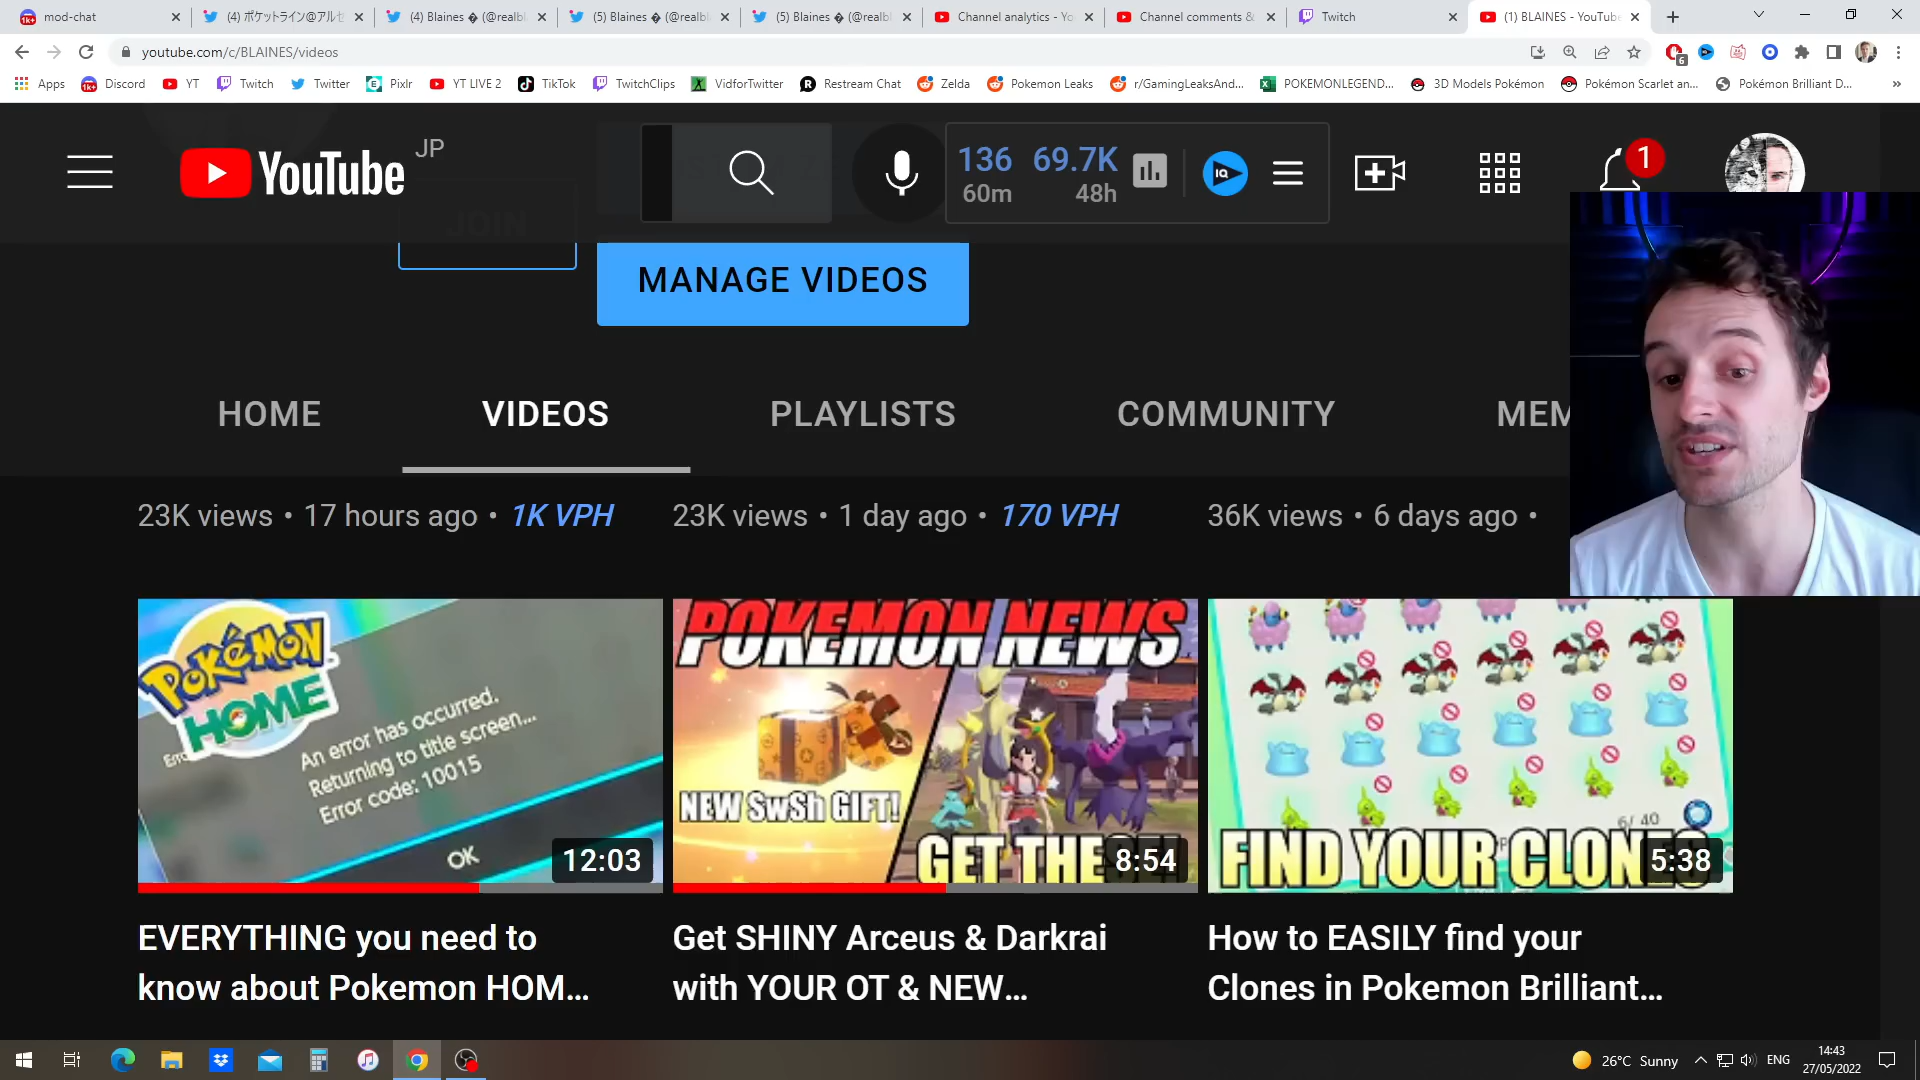 mod-chat
(4) ポケットライン@アルセ
(4) Blaines � (@realbl
(5) Blaines � (@realbl
(5) Blaines � (@realbl
Channel analytics - Yo
Channel comments &
Twitch
(1) BLAINES - YouTube
youtube.com/c/BLAINES/videos
6
Apps
1k+ Discord
YT
Twitch
Twitter
Pixlr
YT LIVE 2
TikTok
TwitchClips
VidforTwitter
Restream Chat
Zelda
Pokemon Leaks
r/GamingLeaksAnd...
POKEMONLEGEND...
3D Models Pokémon
Pokémon Scarlet an...
Pokémon Brilliant D...
»
YouTube JP
136 69.7K
60m 48h
IQ
1
JOIN
MANAGE VIDEOS
HOME VIDEOS PLAYLISTS COMMUNITY MEM
23K views • 17 hours ago • 1K VPH
23K views • 1 day ago • 170 VPH
36K views • 6 days ago •
Pokémon
HOME
An error has occurred.
Returning to title screen...
Error code: 10015
OK
12:03
POKEMON NEWS
NEW SwSh GIFT!
GET THE
8:54
6/ 40
FIND YOUR CLONES
5:38
EVERYTHING you need to
know about Pokemon HOM...
Get SHINY Arceus & Darkrai
with YOUR OT & NEW...
How to EASILY find your
Clones in Pokemon Brilliant...
26°C Sunny
ENG
14:43
27/05/2022